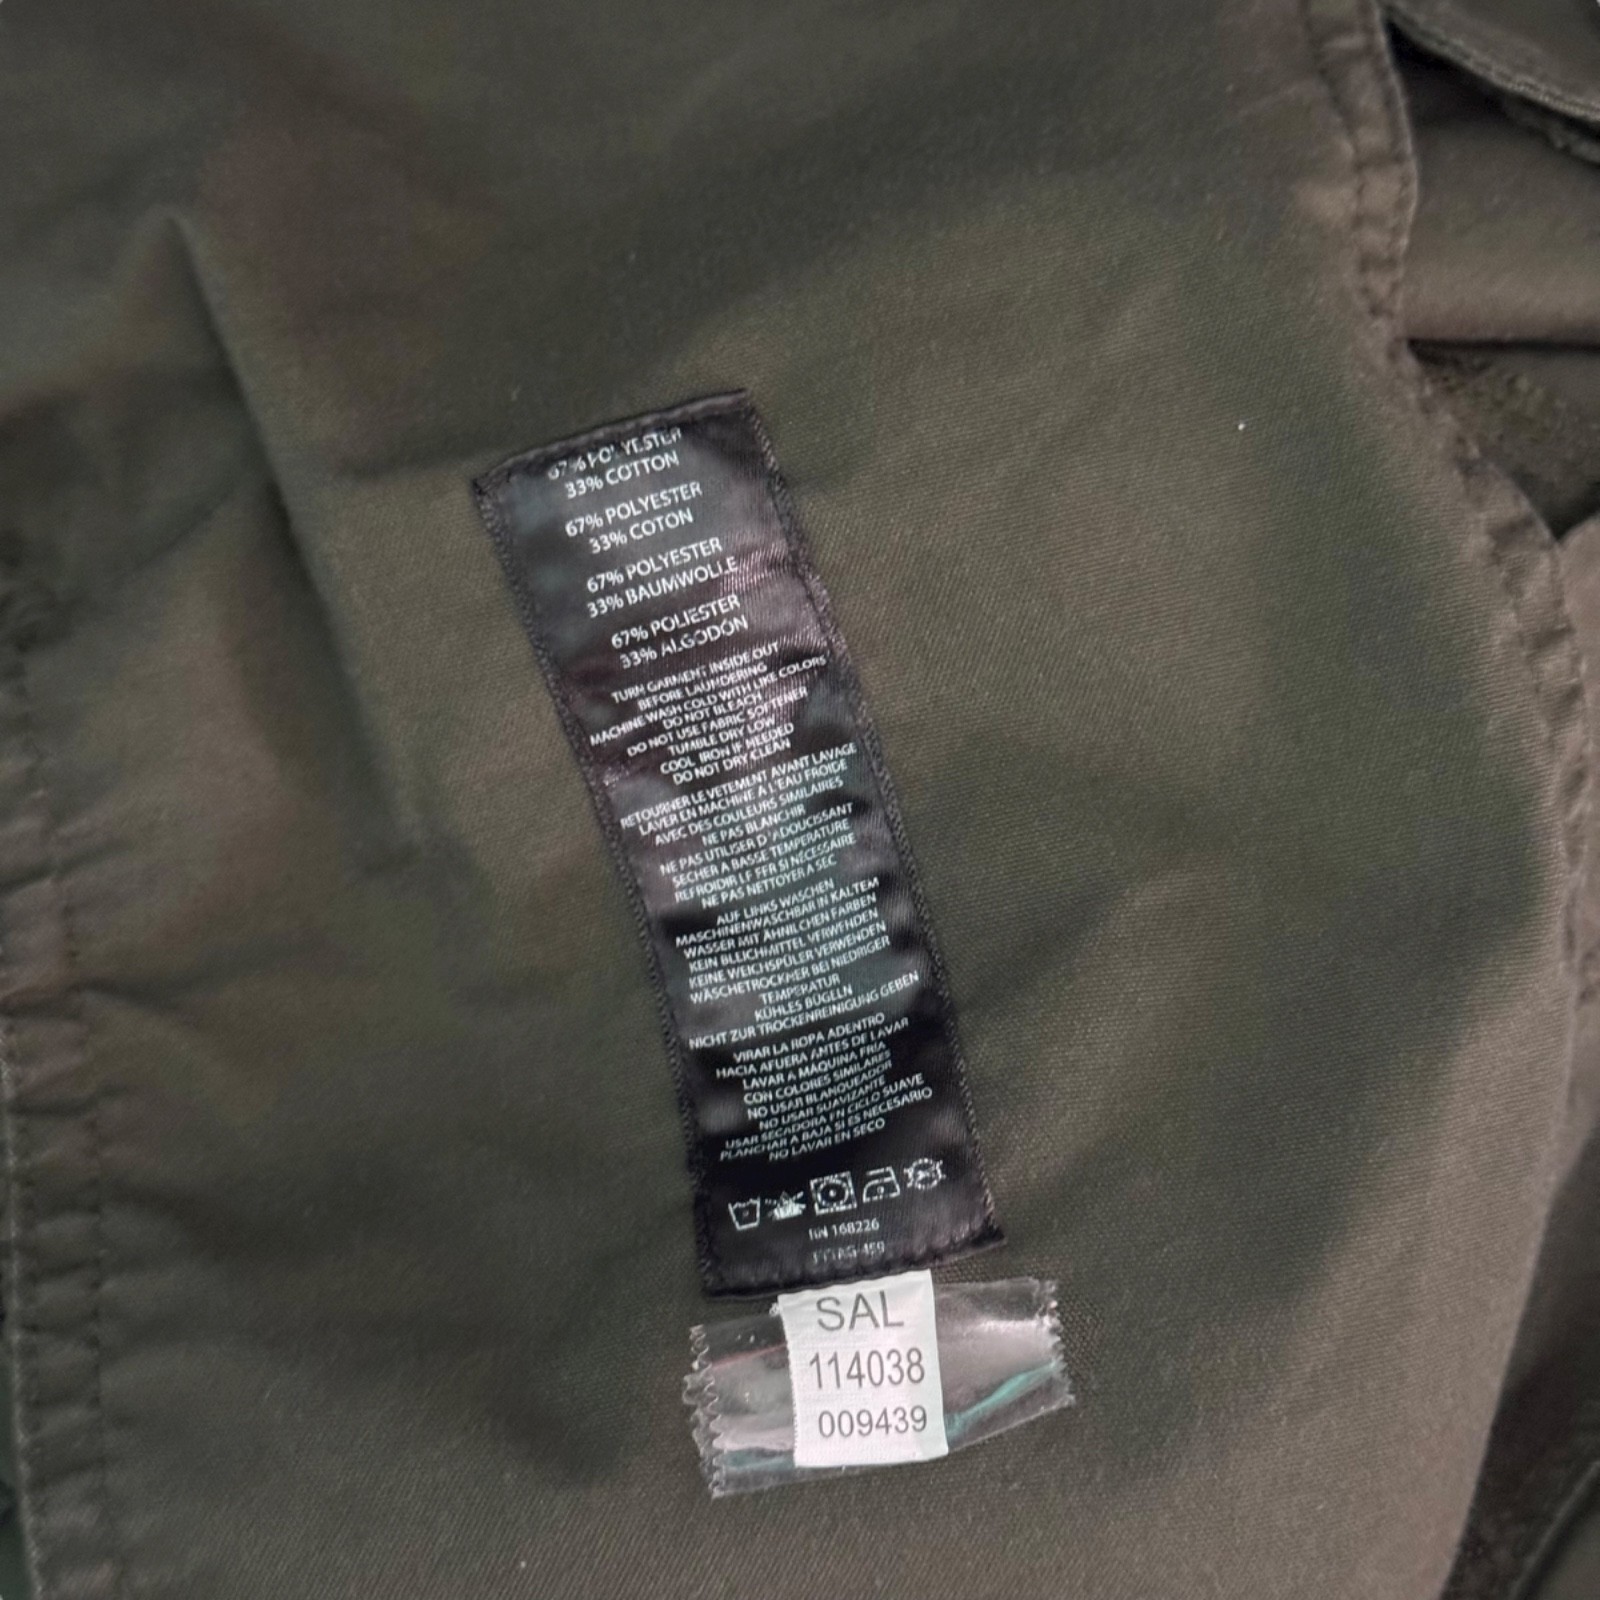 67% POLYESTER
33% COTTON
67% POLYESTER
33% COTON
67% POLYESTER
33% BAUMWOLLE
67% POLIESTER
33% ALGODÓN
TURN GARMENT INSIDE OUT
BEFORE LAUNDERING
MACHINE WASH COLD WITH LIKE COLORS
DO NOT BLEACH
DO NOT USE FABRIC SOFTENER
TUMBLE DRY LOW
COOL IRON IF NEEDED
DO NOT DRY CLEAN
RETOURNER LE VETEMENT AVANT LAVAGE
LAVER EN MACHINE A L'EAU FROIDE
AVEC DES COULEURS SIMILAIRES
NE PAS BLANCHIR
NE PAS UTILISER D'ADOUCISSANT
SECHER A BASSE TEMPERATURE
REFROIDIR LE FER SI NECESSAIRE
NE PAS NETTOYER A SEC
AUF LINKS WASCHEN
MASCHINENWASCHBAR IN KALTEM
WASSER MIT ÄHNLICHEN FARBEN
KEIN BLEICHMITTEL VERWENDEN
KEINE WEICHSPÜLER VERWENDEN
WÄSCHETROCKNER BEI NIEDRIGER
TEMPERATUR
KÜHLES BÜGELN
NICHT ZUR TROCKENREINIGUNG GEBEN
VIRAR LA ROPA ADENTRO
HACIA AFUERA ANTES DE LAVAR
LAVAR A MAQUINA FRIA
CON COLORES SIMILARES
NO USAR BLANQUEADOR
NO USAR SUAVIZANTE
USAR SECADORA EN CICLO SUAVE
PLANCHAR A BAJA SI ES NECESARIO
NO LAVAR EN SECO
RN 168226
SAL
114038
009439